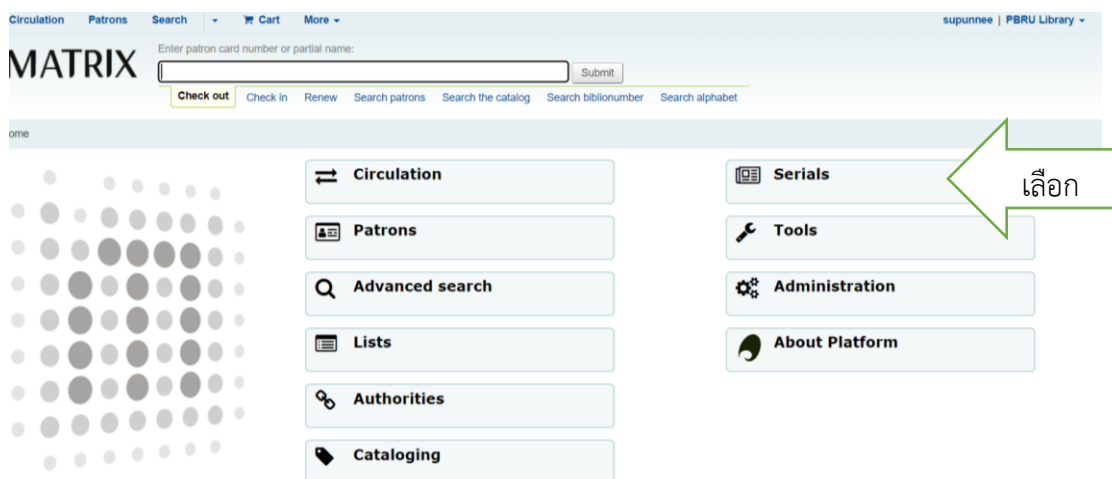 Circulation Patrons Search Cart More supunnee | PBRU Library
Enter patron card number or partial name:
MATRIX
Submit
Check out Check in Renew Search patrons Search the catalog Search biblionumber Search alphabet
ome
Circulation Serials
เลือก
Patrons Tools
Advanced search Administration
Lists About Platform
Authorities
Cataloging